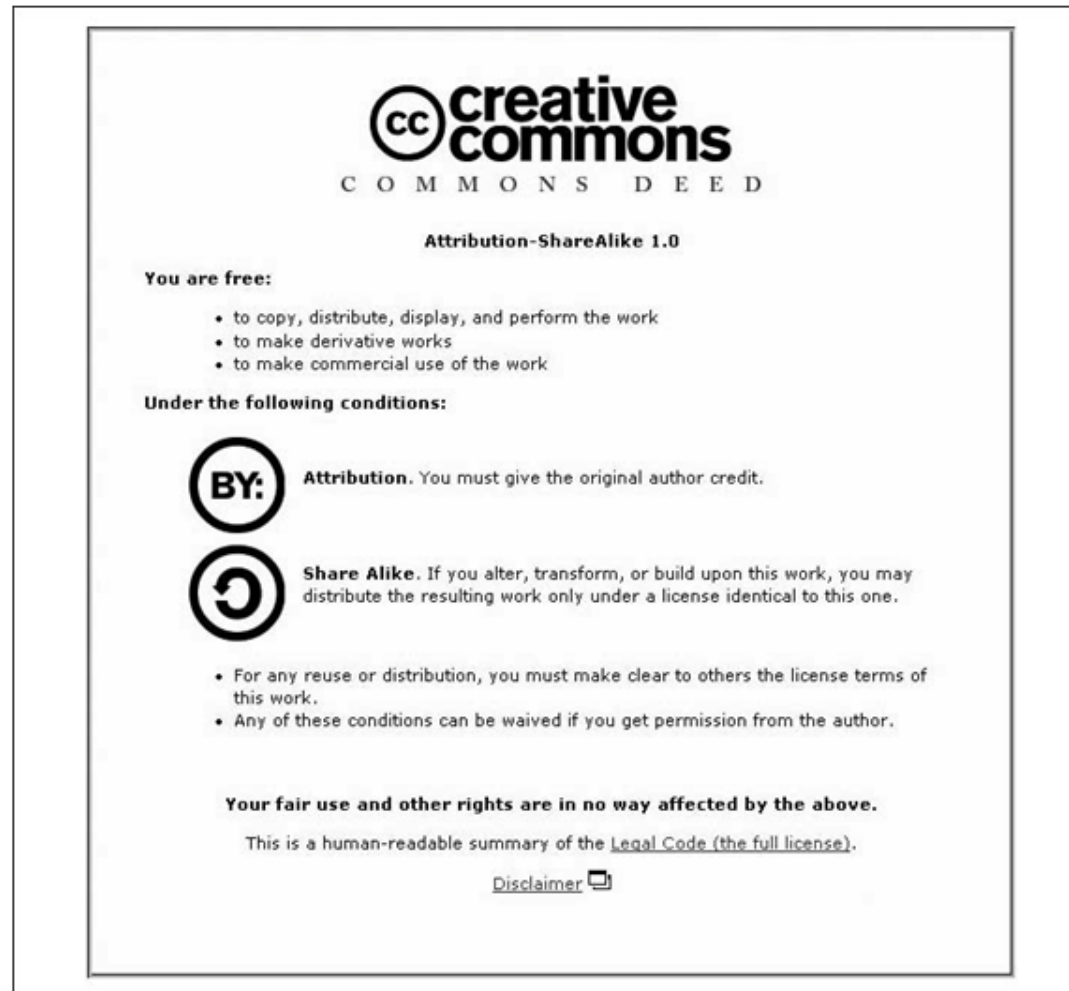 cc creative
commons
COMMONS DEED
Attribution-ShareAlike 1.0
You are free:
• to copy, distribute, display, and perform the work
• to make derivative works
• to make commercial use of the work
Under the following conditions:
BY:
Attribution. You must give the original author credit.
Share Alike. If you alter, transform, or build upon this work, you may
distribute the resulting work only under a license identical to this one.
• For any reuse or distribution, you must make clear to others the license terms of
this work.
• Any of these conditions can be waived if you get permission from the author.
Your fair use and other rights are in no way affected by the above.
This is a human-readable summary of the Legal Code (the full license).
Disclaimer